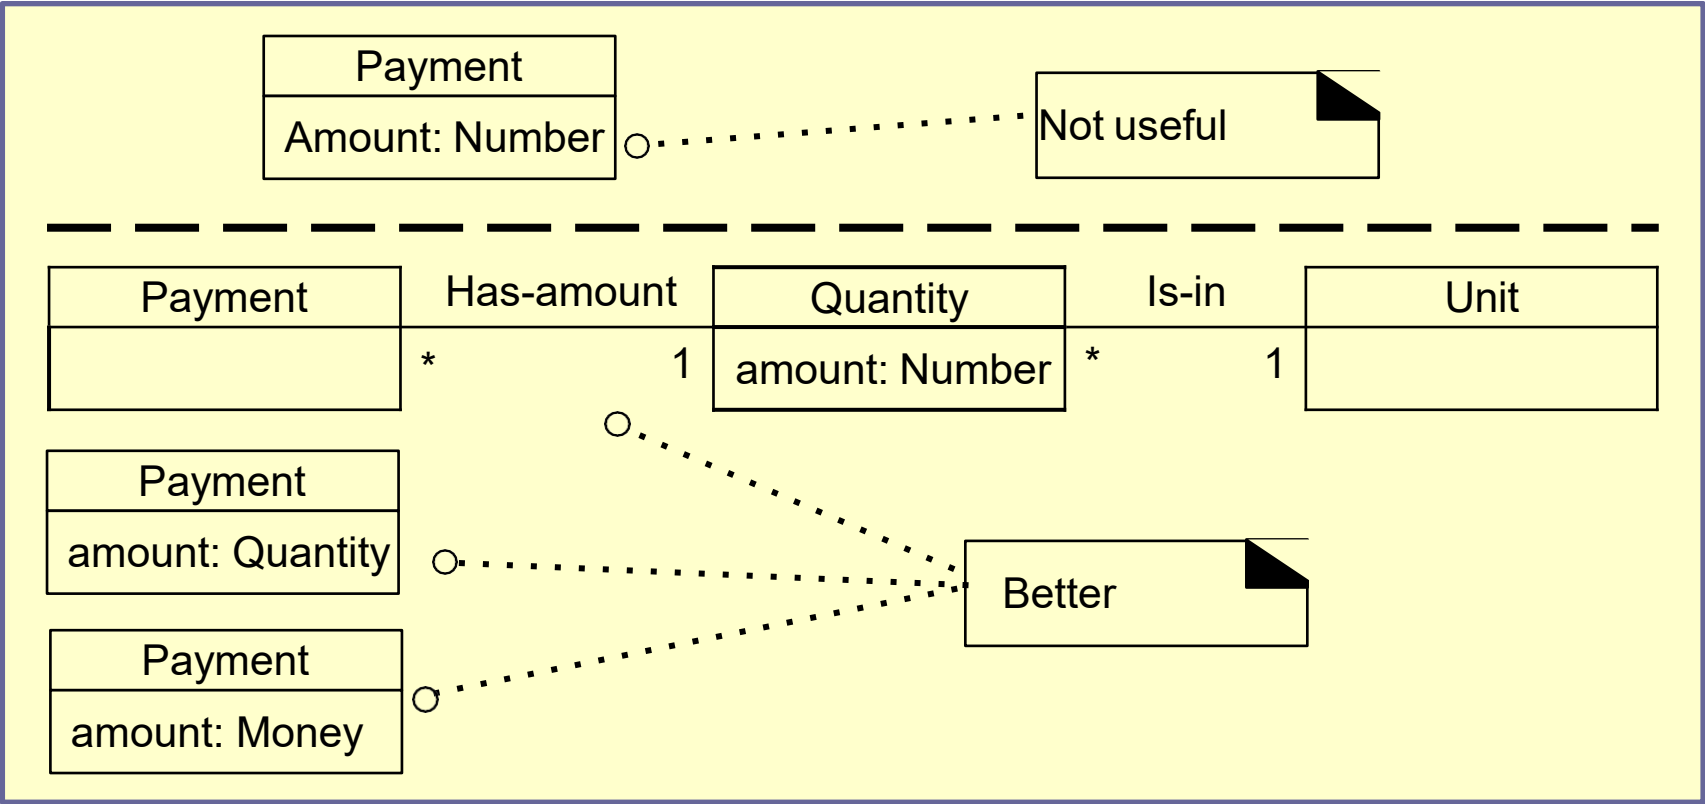 Payment
Amount: Number
Not useful
Payment
Has-amount
Quantity
Is-in
Unit
*
1
amount: Number
*
1
Payment
amount: Quantity
Better
Payment
amount: Money